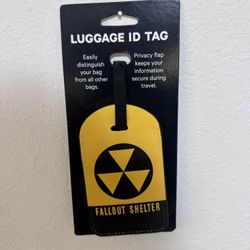 LUGGAGE ID TAG
Easily
distinguish
your bag
from all other
bags.
Privacy flap
keeps your
information
secure during
travel.
FALLOUT SHELTER